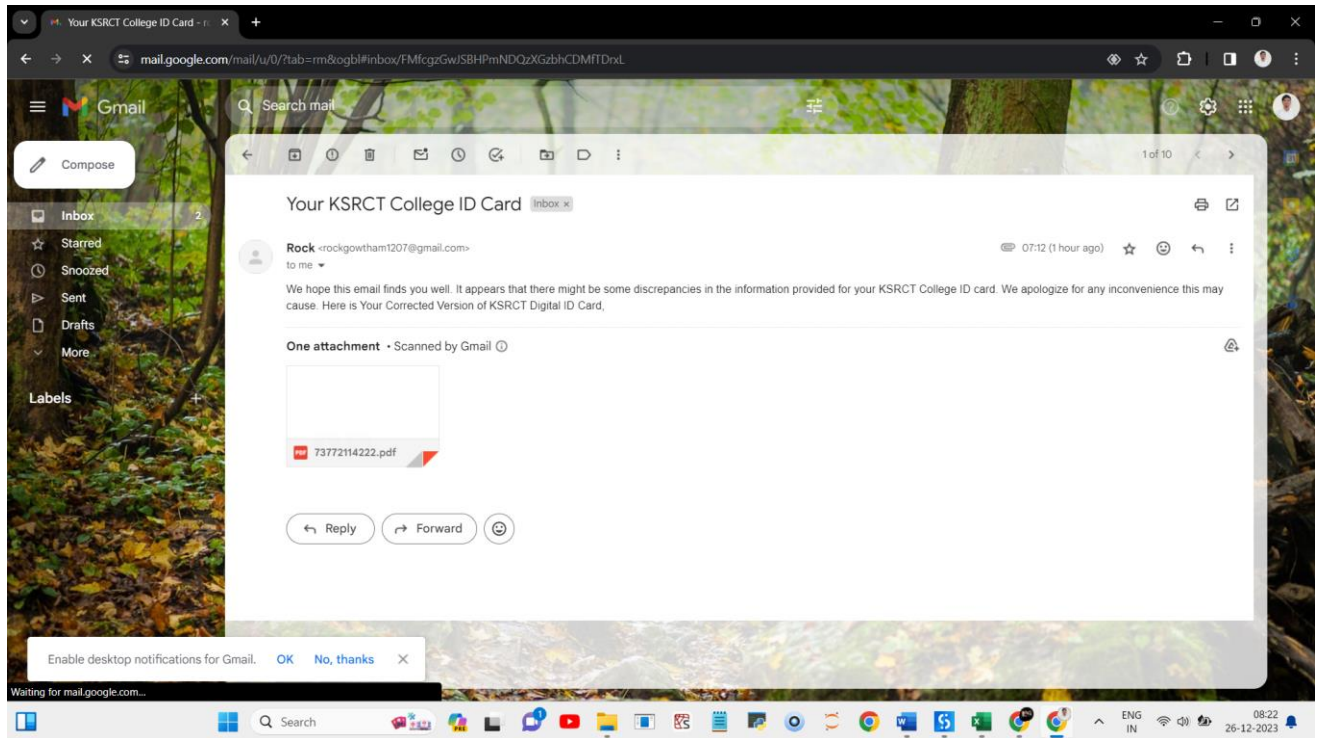 Your KSRCT College ID Card - r
mail.google.com/mail/u/0/?tab=rm&ogbl#inbox/FMfcgzGwJSBHPmNDQzXGzbhCDMfTDrxL
Gmail
Search mail
Compose
1 of 10
Your KSRCT College ID Card Inbox ×
Inbox 2
Starred
Snoozed
Sent
Drafts
More
Labels +
Rock <rockgowtham1207@gmail.com> 07:12 (1 hour ago)
to me
We hope this email finds you well. It appears that there might be some discrepancies in the information provided for your KSRCT College ID card. We apologize for any inconvenience this may
cause. Here is Your Corrected Version of KSRCT Digital ID Card,
One attachment • Scanned by Gmail
PDF 73772114222.pdf
Reply Forward
Enable desktop notifications for Gmail. OK No, thanks
Waiting for mail.google.com...
Search
ENG
IN
08:22
26-12-2023